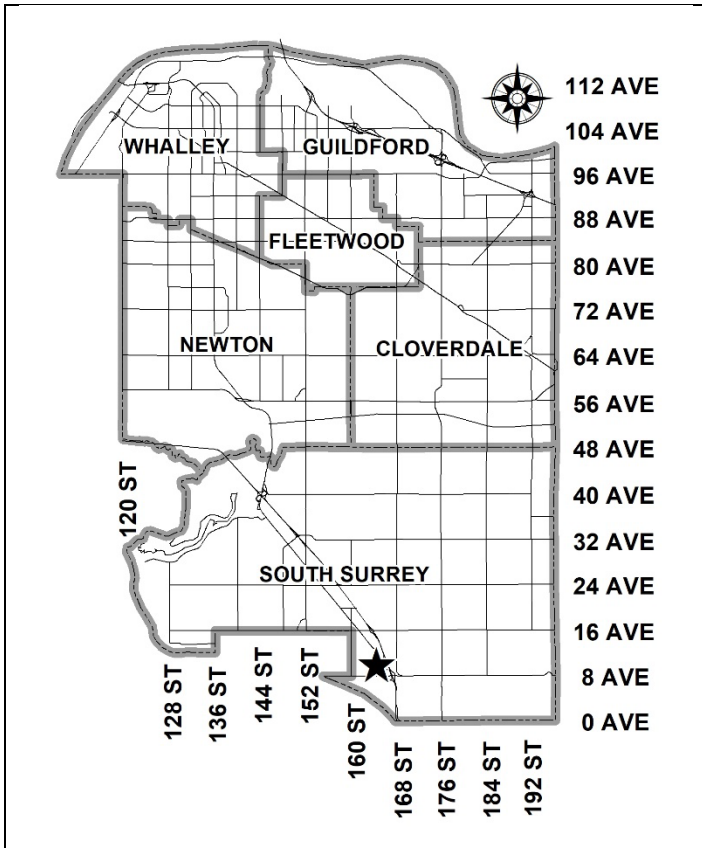 112 AVE
104 AVE
WHALLEY
GUILDFORD
96 AVE
88 AVE
FLEETWOOD
80 AVE
72 AVE
NEWTON
CLOVERDALE
64 AVE
56 AVE
48 AVE
120 ST
40 AVE
32 AVE
SOUTH SURREY
24 AVE
16 AVE
8 AVE
0 AVE
128 ST
136 ST
144 ST
152 ST
160 ST
168 ST
176 ST
184 ST
192 ST